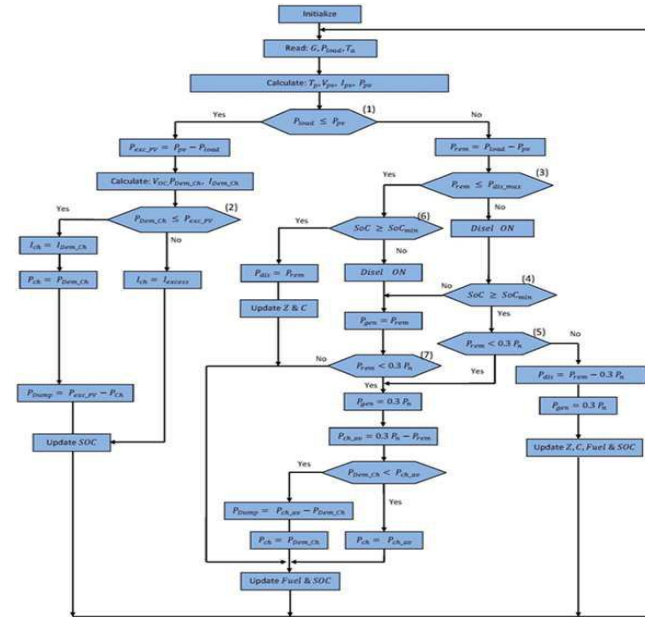 Initialize
Read: G, P_load, T_a
Calculate: T_p, V_pv, I_pv, P_pv
(1)
Yes
P_load ≤ P_pv
No
P_exc_PV = P_pv − P_load
P_rem = P_load − P_pv
(3)
Calculate: V_OC, P_Dem_Ch, I_Dem_Ch
Yes
P_rem ≤ P_dis_max
(2)
(6)
No
Yes
P_Dem_Ch ≤ P_exc_PV
Yes
SoC ≥ SoC_min
Disel ON
I_ch = I_Dem_Ch
No
No
P_ch = P_Dem_Ch
I_ch = I_excess
P_dis = P_rem
Disel ON
(4)
No
SoC ≥ SoC_min
Update Z & C
Yes
P_gen = P_rem
(5)
P_rem < 0.3 P_n
No
(7)
No
P_rem < 0.3 P_n
P_dis = P_rem − 0.3 P_n
Yes
Yes
P_Dump = P_exc_PV − P_Ch
P_gen = 0.3 P_n
P_gen = 0.3 P_n
Update SOC
P_ch_av = 0.3 P_n − P_rem
Update Z, C, Fuel & SOC
Yes
P_Dem_Ch < P_ch_av
Yes
P_Dump = P_ch_av − P_Dem_Ch
P_ch = P_Dem_Ch
P_ch = P_ch_av
Update Fuel & SOC